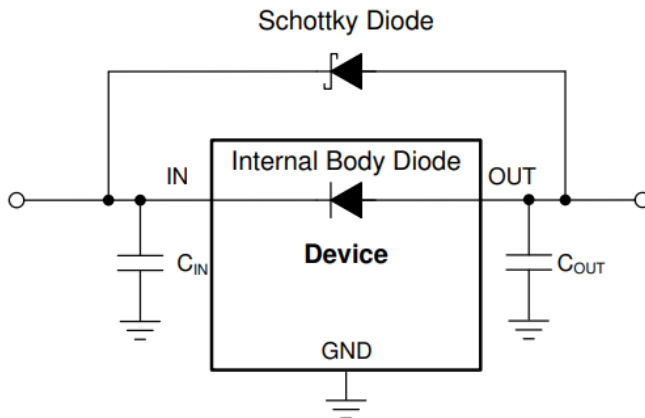 Schottky Diode
Internal Body Diode
IN
OUT
Device
CIN
COUT
GND